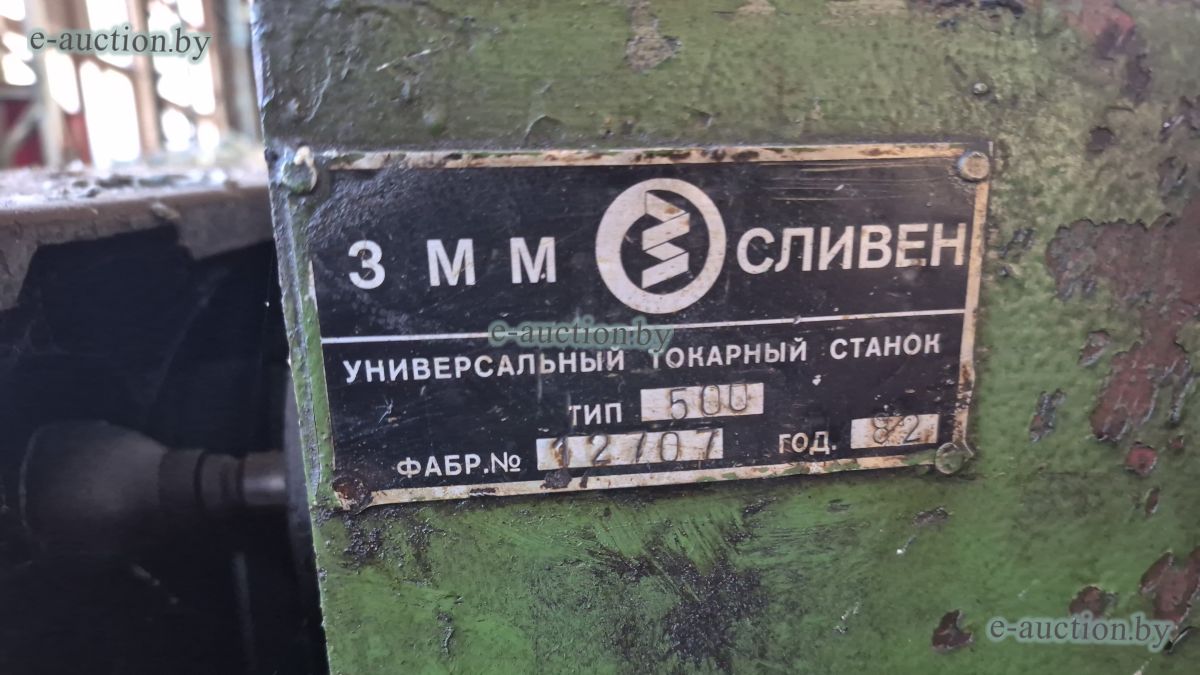 e-auction.by
З М М СЛИВЕН
e-auction.by
УНИВЕРСАЛЬНЫЙ ТОКАРНЫЙ СТАНОК
ТИП 500
ФАБР.№ 12707 ГОД. 82
e-auction.by